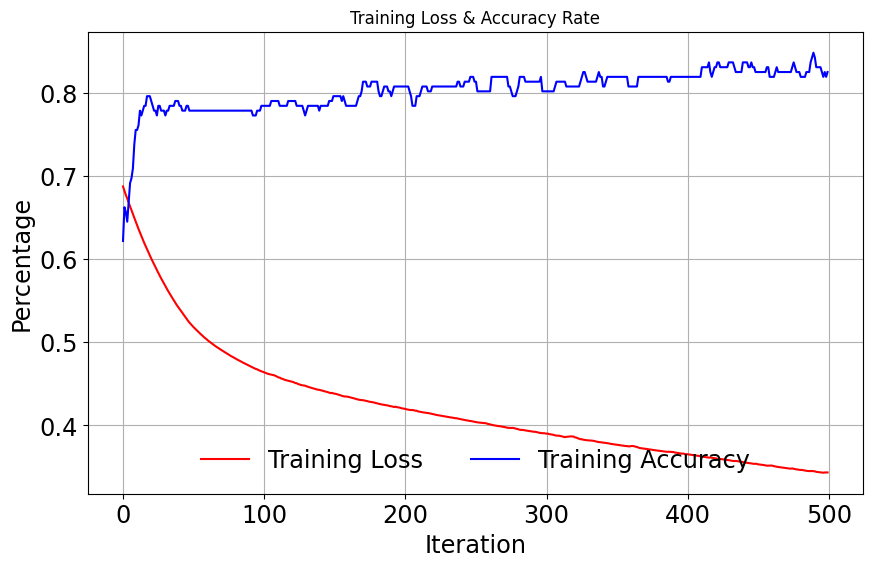 Training Loss & Accuracy Rate
0.8
0.7
0.6
0.5
0.4
Percentage
Training Loss
Training Accuracy
0
100
200
300
400
500
Iteration